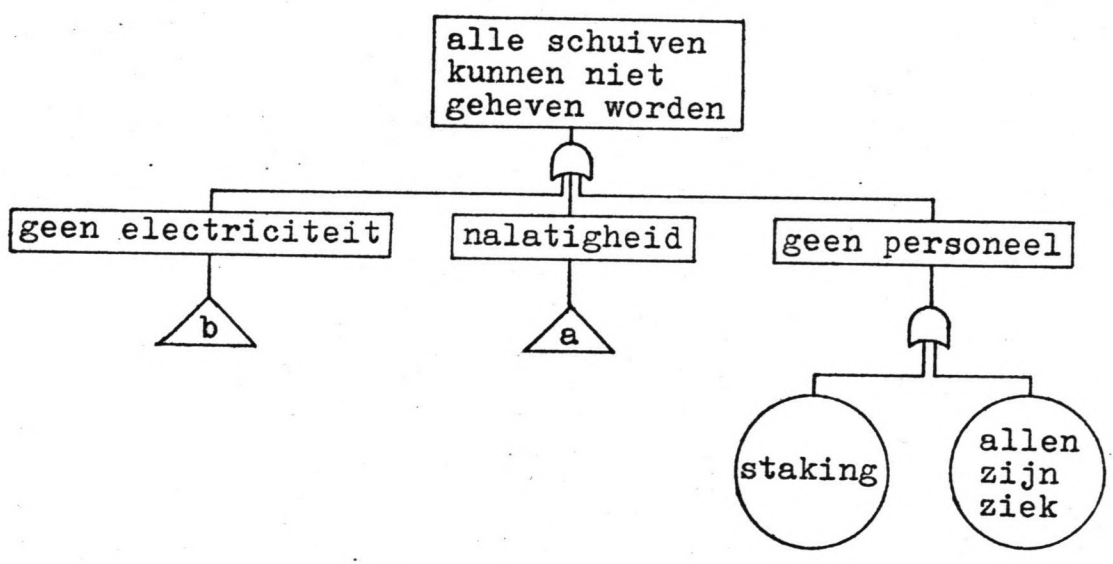 alle schuiven
kunnen niet
geheven worden
geen electriciteit
nalatigheid
geen personeel
b
a
staking
allen
zijn
ziek